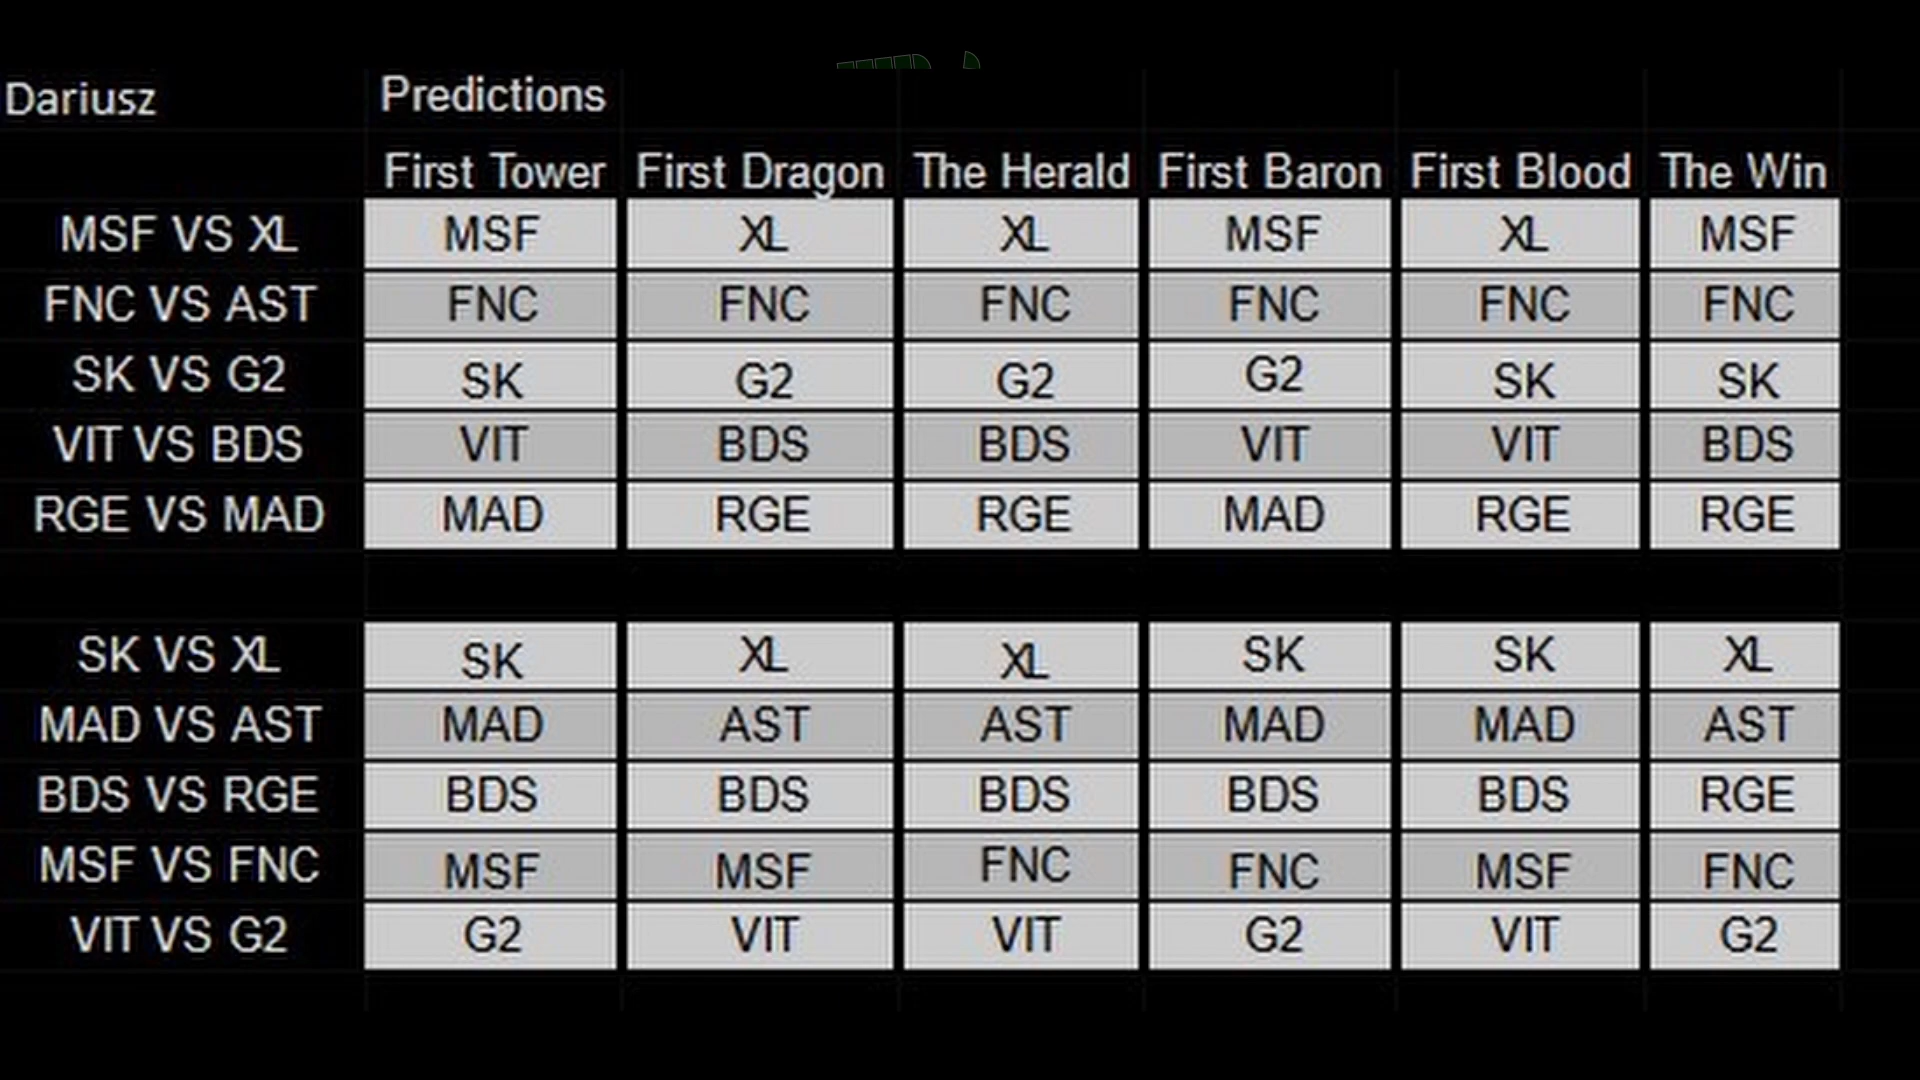 Dariusz Predictions
First Tower First Dragon The Herald First Baron First Blood The Win
MSF VS XL MSF XL XL MSF XL MSF
FNC VS AST FNC FNC FNC FNC FNC FNC
SK VS G2 SK G2 G2 G2 SK SK
VIT VS BDS VIT BDS BDS VIT VIT BDS
RGE VS MAD MAD RGE RGE MAD RGE RGE
SK VS XL SK XL XL SK SK XL
MAD VS AST MAD AST AST MAD MAD AST
BDS VS RGE BDS BDS BDS BDS BDS RGE
MSF VS FNC MSF MSF FNC FNC MSF FNC
VIT VS G2 G2 VIT VIT G2 VIT G2